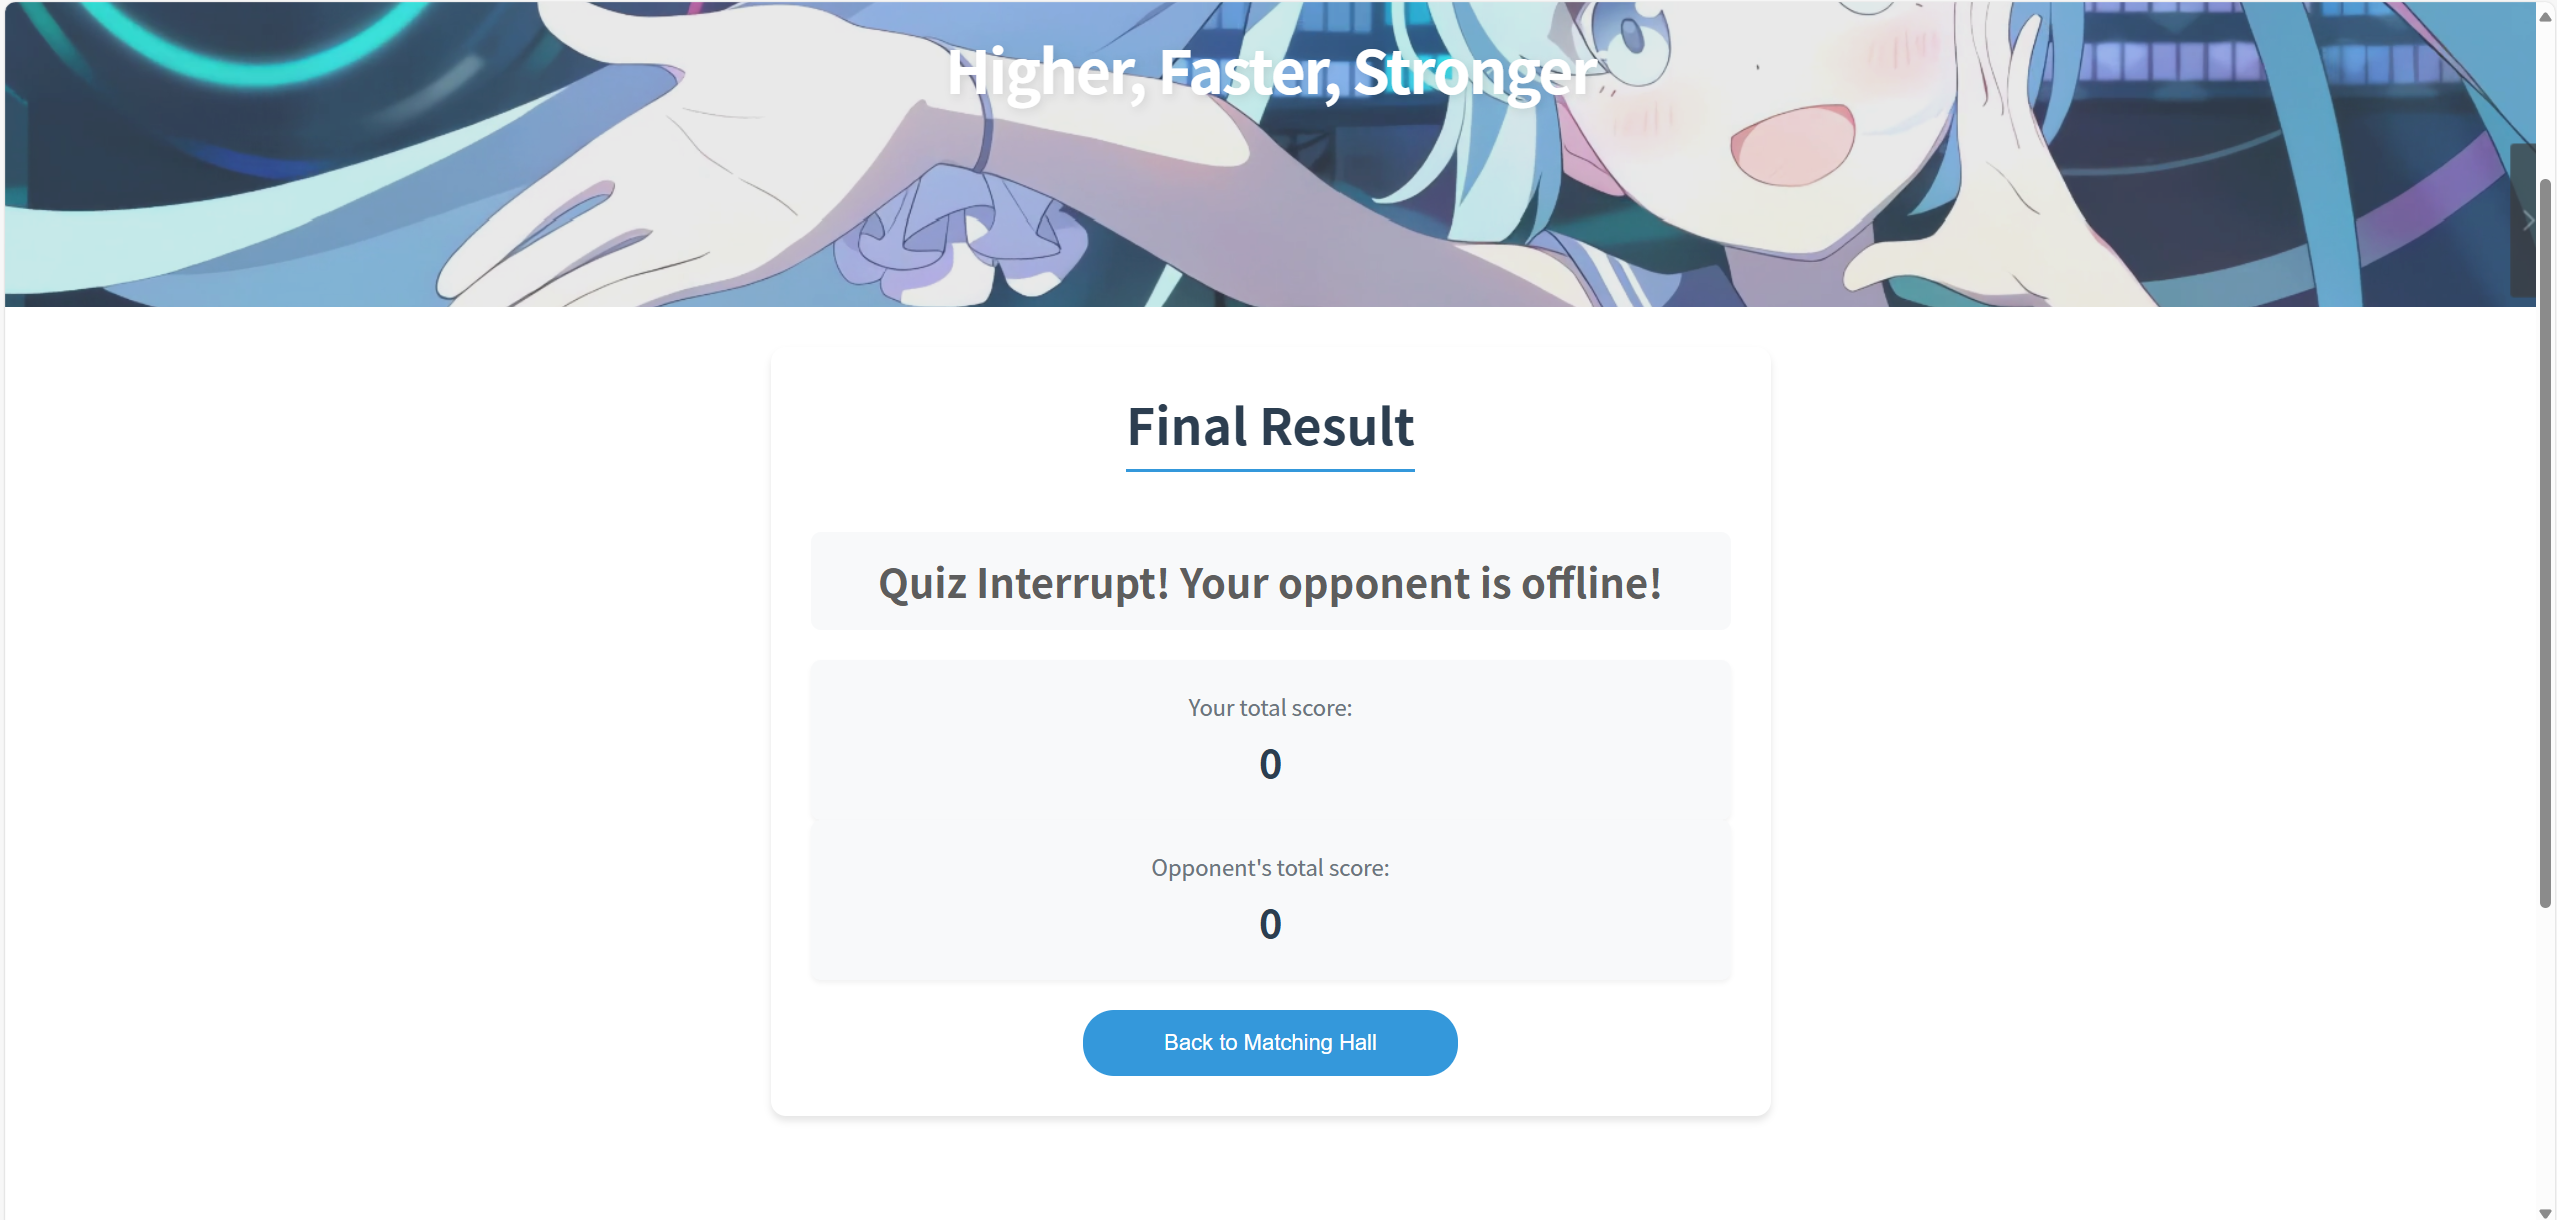 Higher, Faster, Stronger
Final Result
Quiz Interrupt! Your opponent is offline!
Your total score:
0
Opponent's total score:
0
Back to Matching Hall